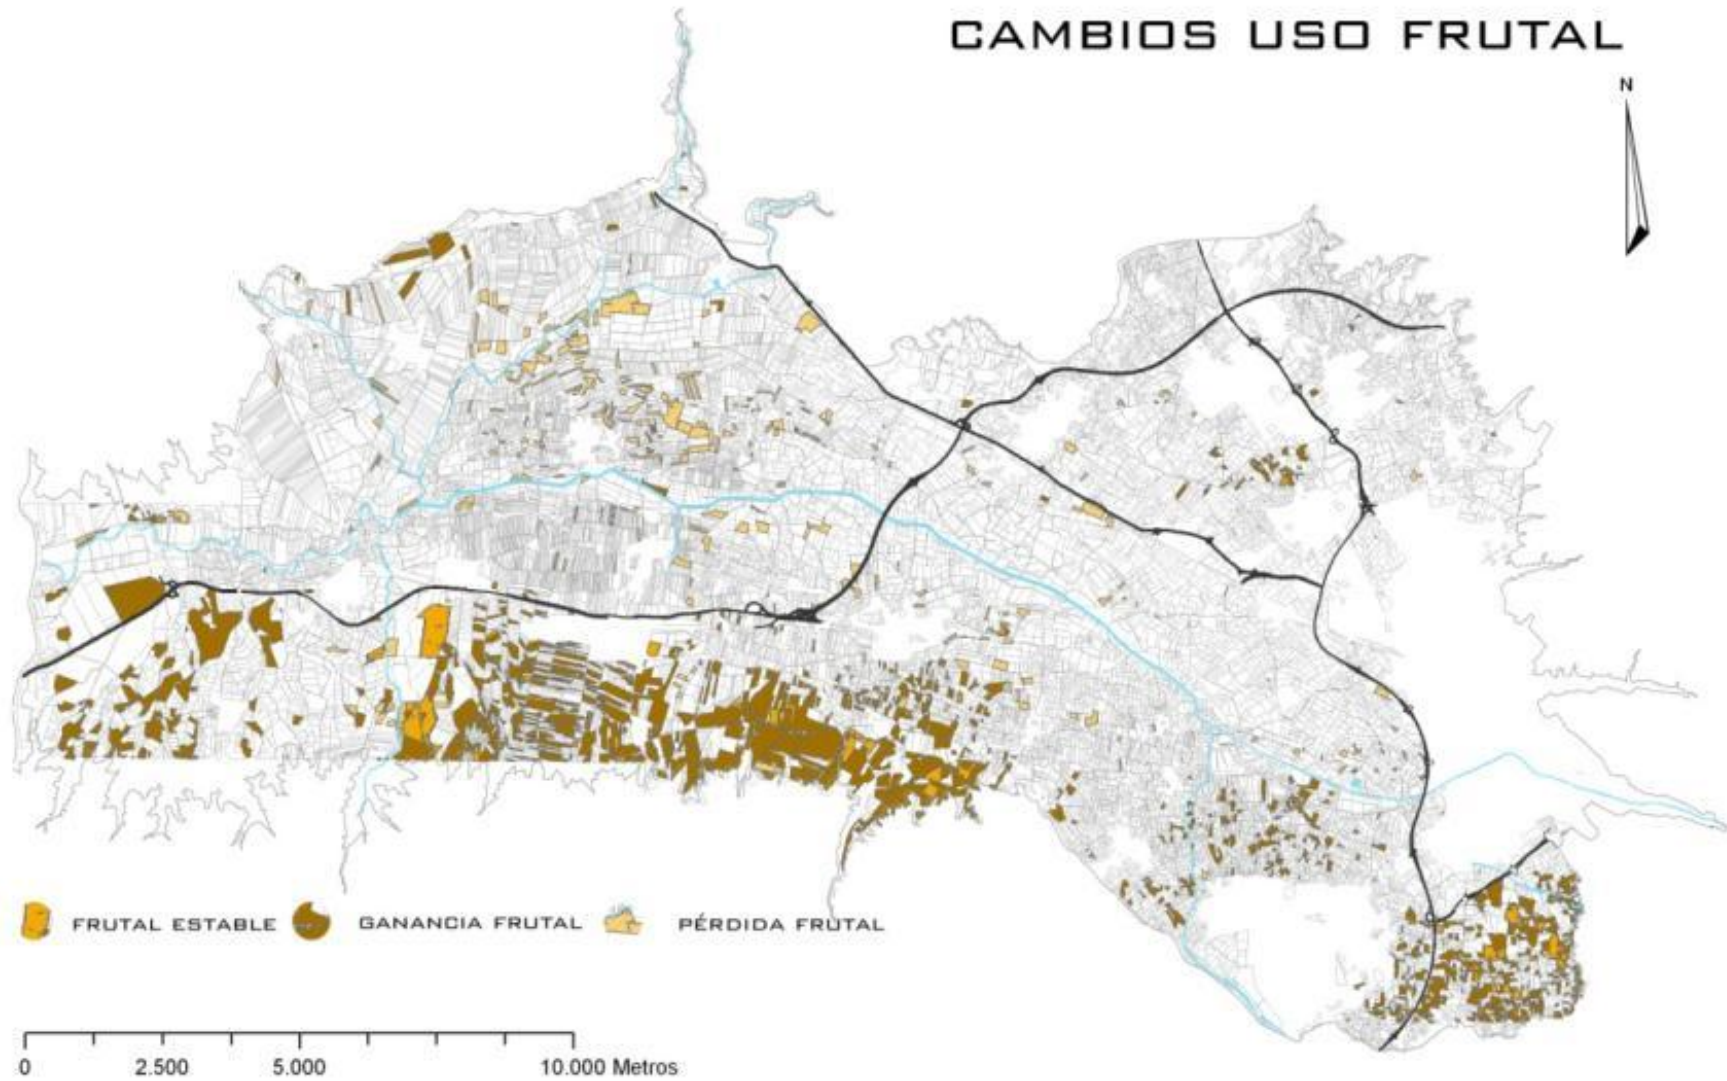 CAMBIOS USO FRUTAL
N
FRUTAL ESTABLE GANANCIA FRUTAL PÉRDIDA FRUTAL
0 2.500 5.000 10.000 Metros